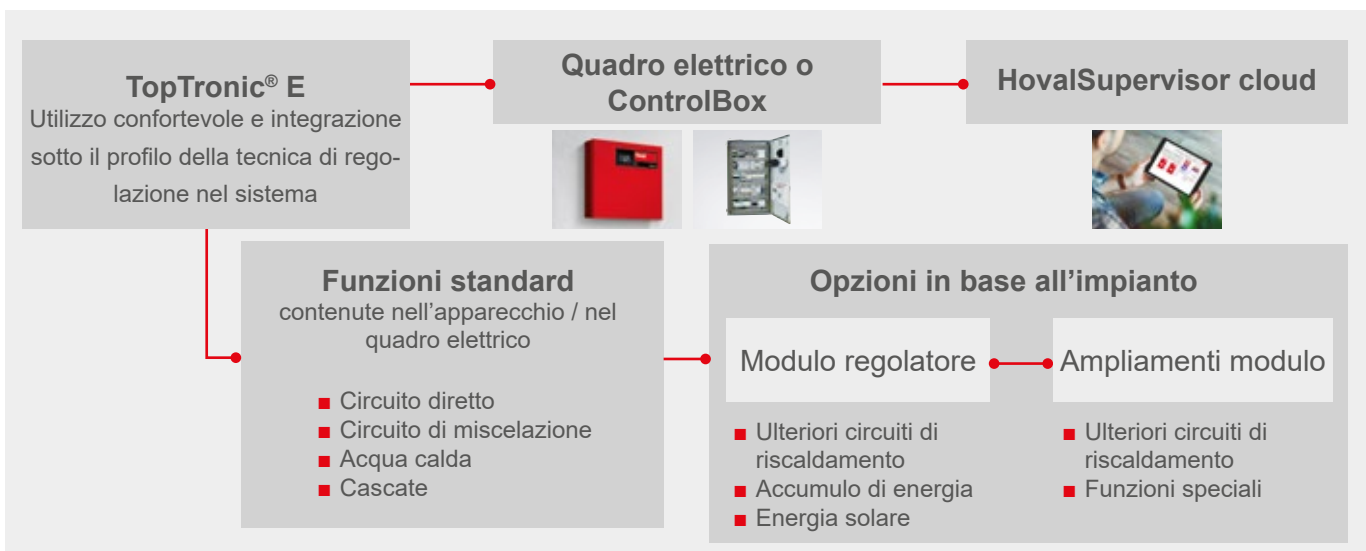 TopTronic® E
Utilizzo confortevole e integrazione
sotto il profilo della tecnica di rego-
lazione nel sistema
Quadro elettrico o
ControlBox
HovalSupervisor cloud
Funzioni standard
contenute nell’apparecchio / nel
quadro elettrico
■ Circuito diretto
■ Circuito di miscelazione
■ Acqua calda
■ Cascate
Opzioni in base all’impianto
Modulo regolatore
■ Ulteriori circuiti di
riscaldamento
■ Accumulo di energia
■ Energia solare
Ampliamenti modulo
■ Ulteriori circuiti di
riscaldamento
■ Funzioni speciali